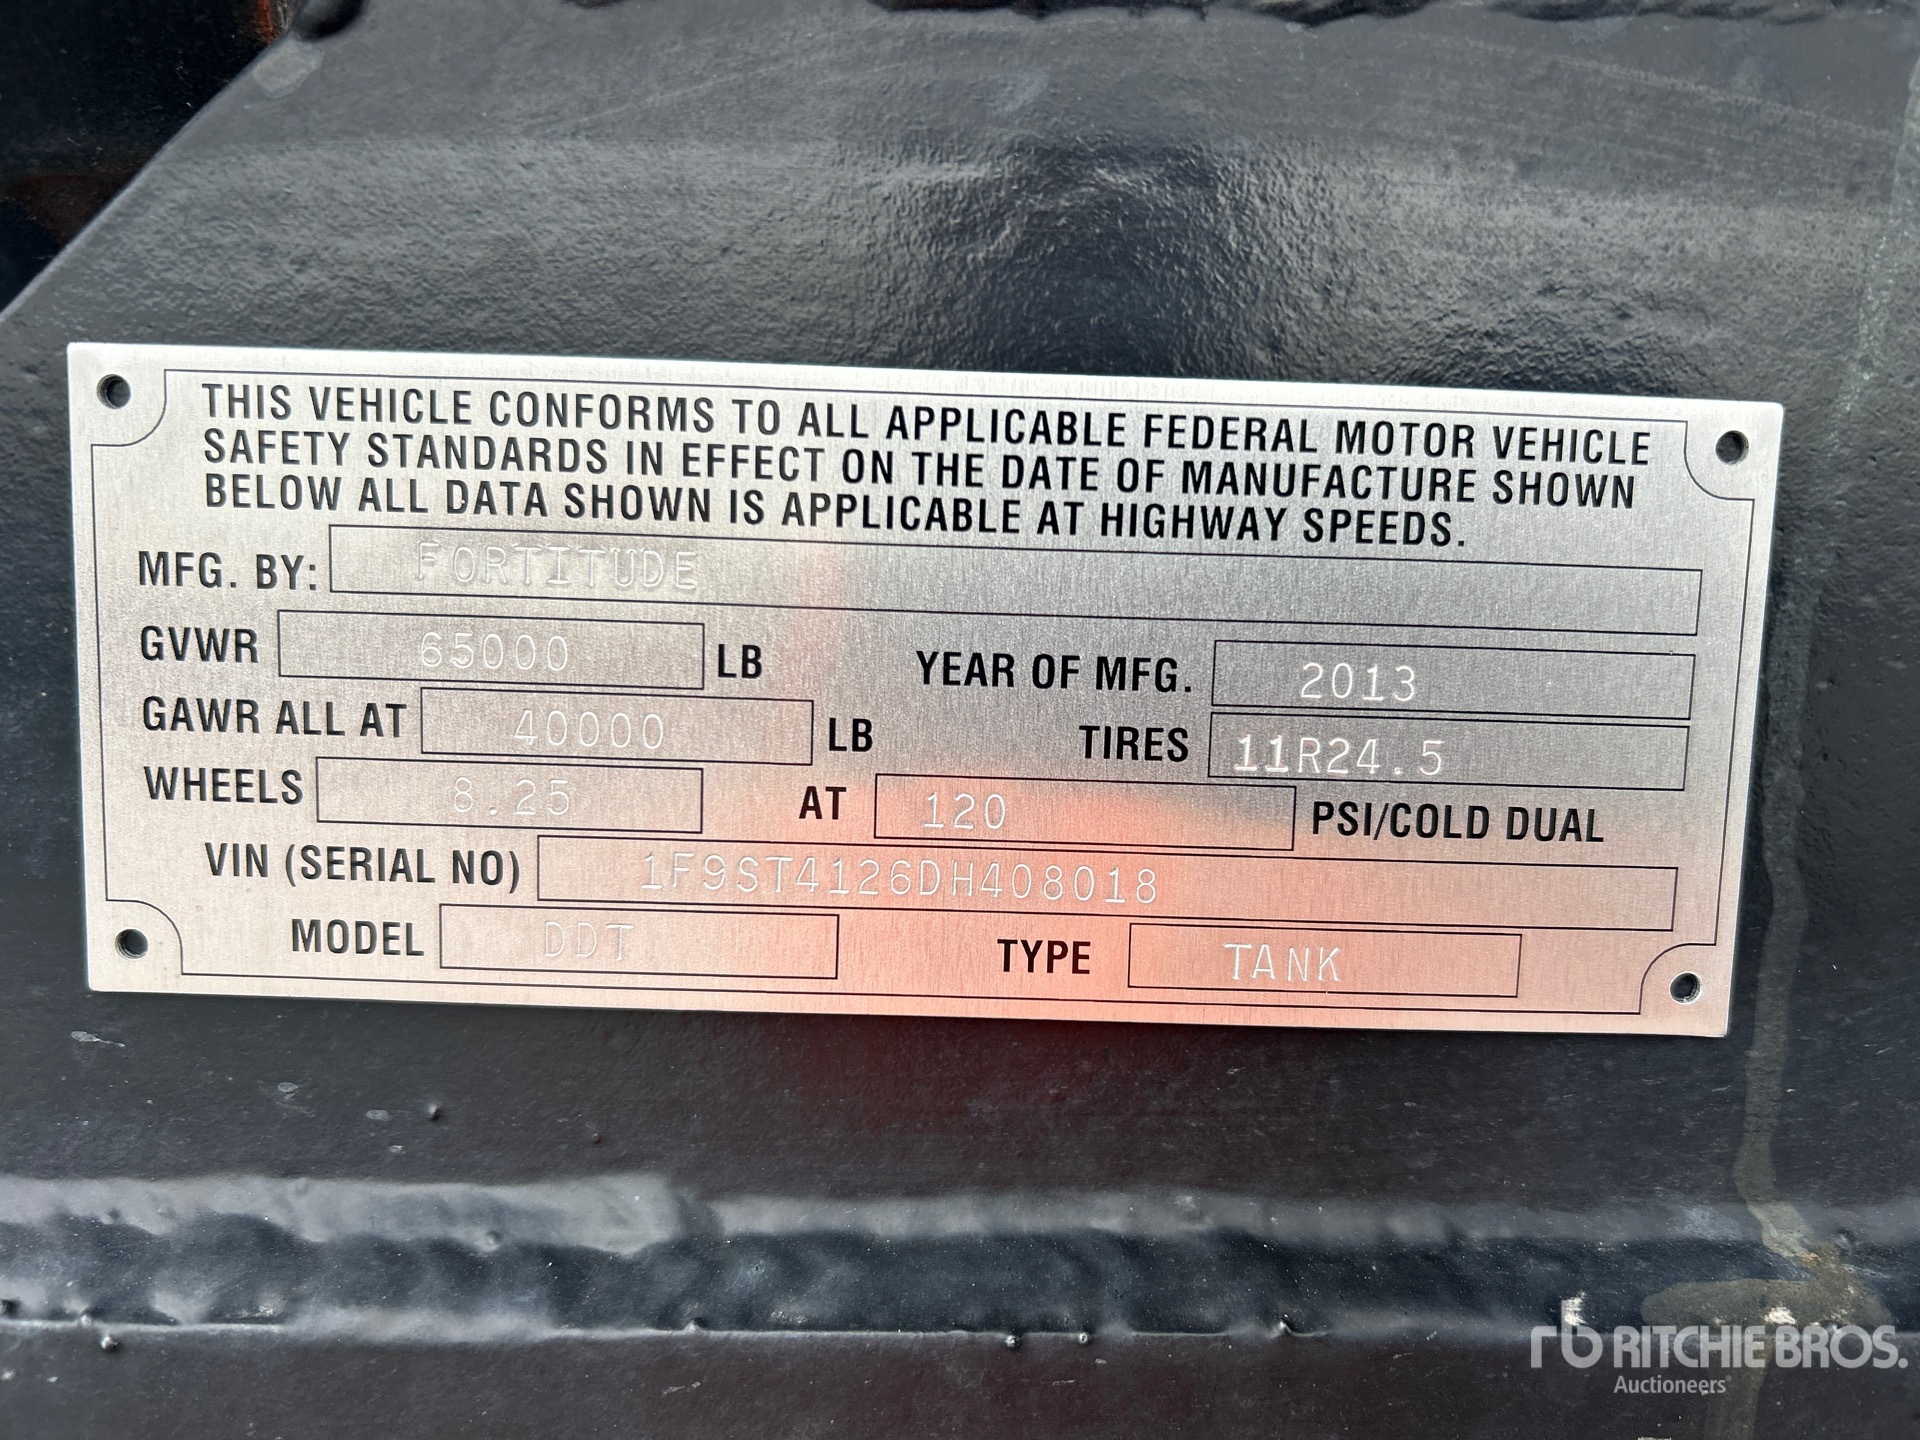 THIS VEHICLE CONFORMS TO ALL APPLICABLE FEDERAL MOTOR VEHICLE
SAFETY STANDARDS IN EFFECT ON THE DATE OF MANUFACTURE SHOWN
BELOW ALL DATA SHOWN IS APPLICABLE AT HIGHWAY SPEEDS.
MFG. BY: FORTITUDE
GVWR 65000 LB YEAR OF MFG. 2013
GAWR ALL AT 40000 LB TIRES 11R24.5
WHEELS 8.25 AT 120 PSI/COLD DUAL
VIN (SERIAL NO) 1F9ST4126DH408018
MODEL DDT TYPE TANK
rb RITCHIE BROS.
Auctioneers